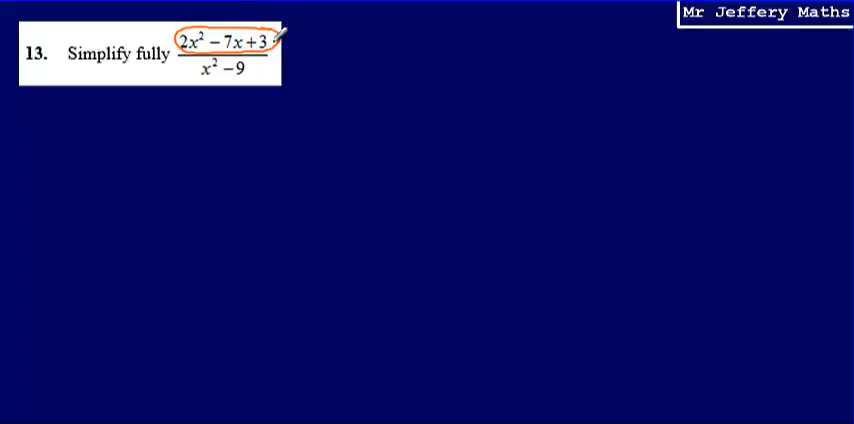 Mr Jeffery Maths
13. Simplify fully (2x² – 7x + 3)/(x² – 9)